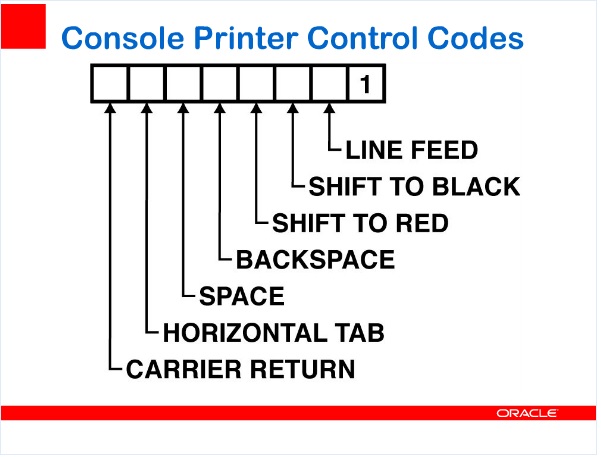 Console Printer Control Codes
1
LINE FEED
SHIFT TO BLACK
SHIFT TO RED
BACKSPACE
SPACE
HORIZONTAL TAB
CARRIER RETURN
ORACLE